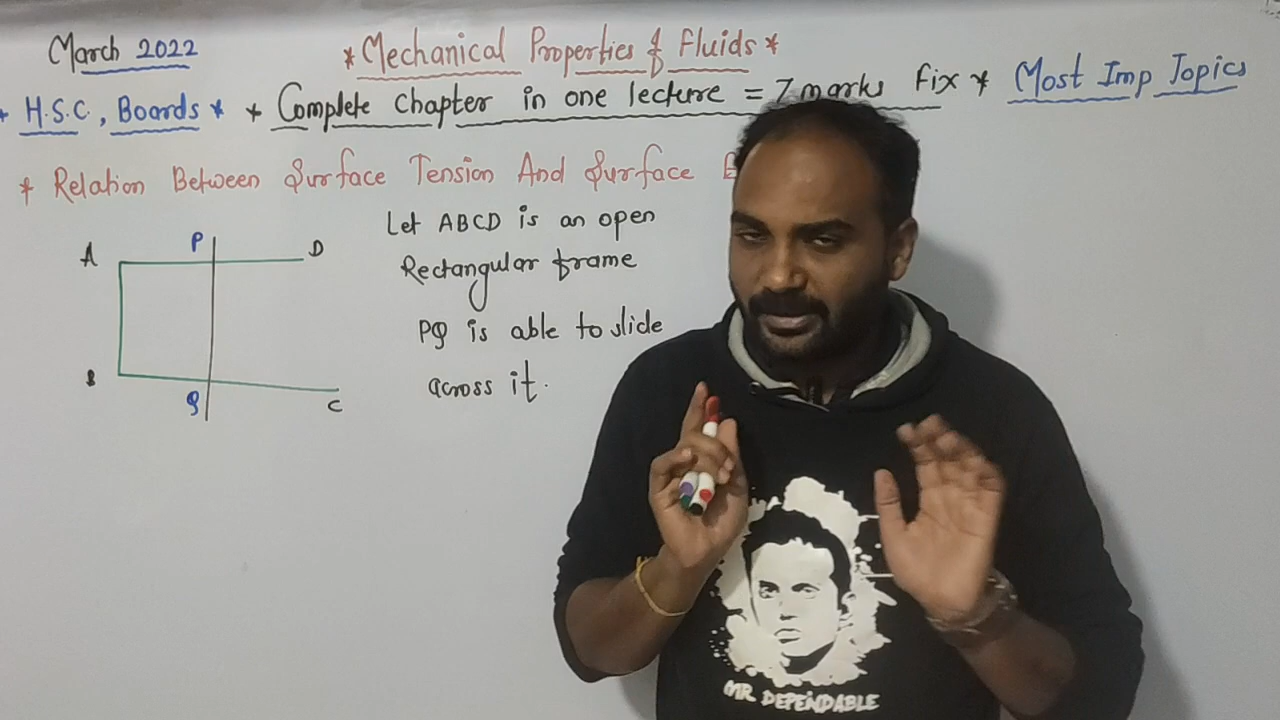 March 2022
*Mechanical Properties of Fluids*
* H.S.C., Boards * * Complete chapter in one lecture = 7 marks Fix * Most Imp Topics
* Relation Between Surface Tension And Surface E
Let ABCD is an open
Rectangular frame
PQ is able to slide
across it.
A P D
B Q C
MR DEPENDABLE